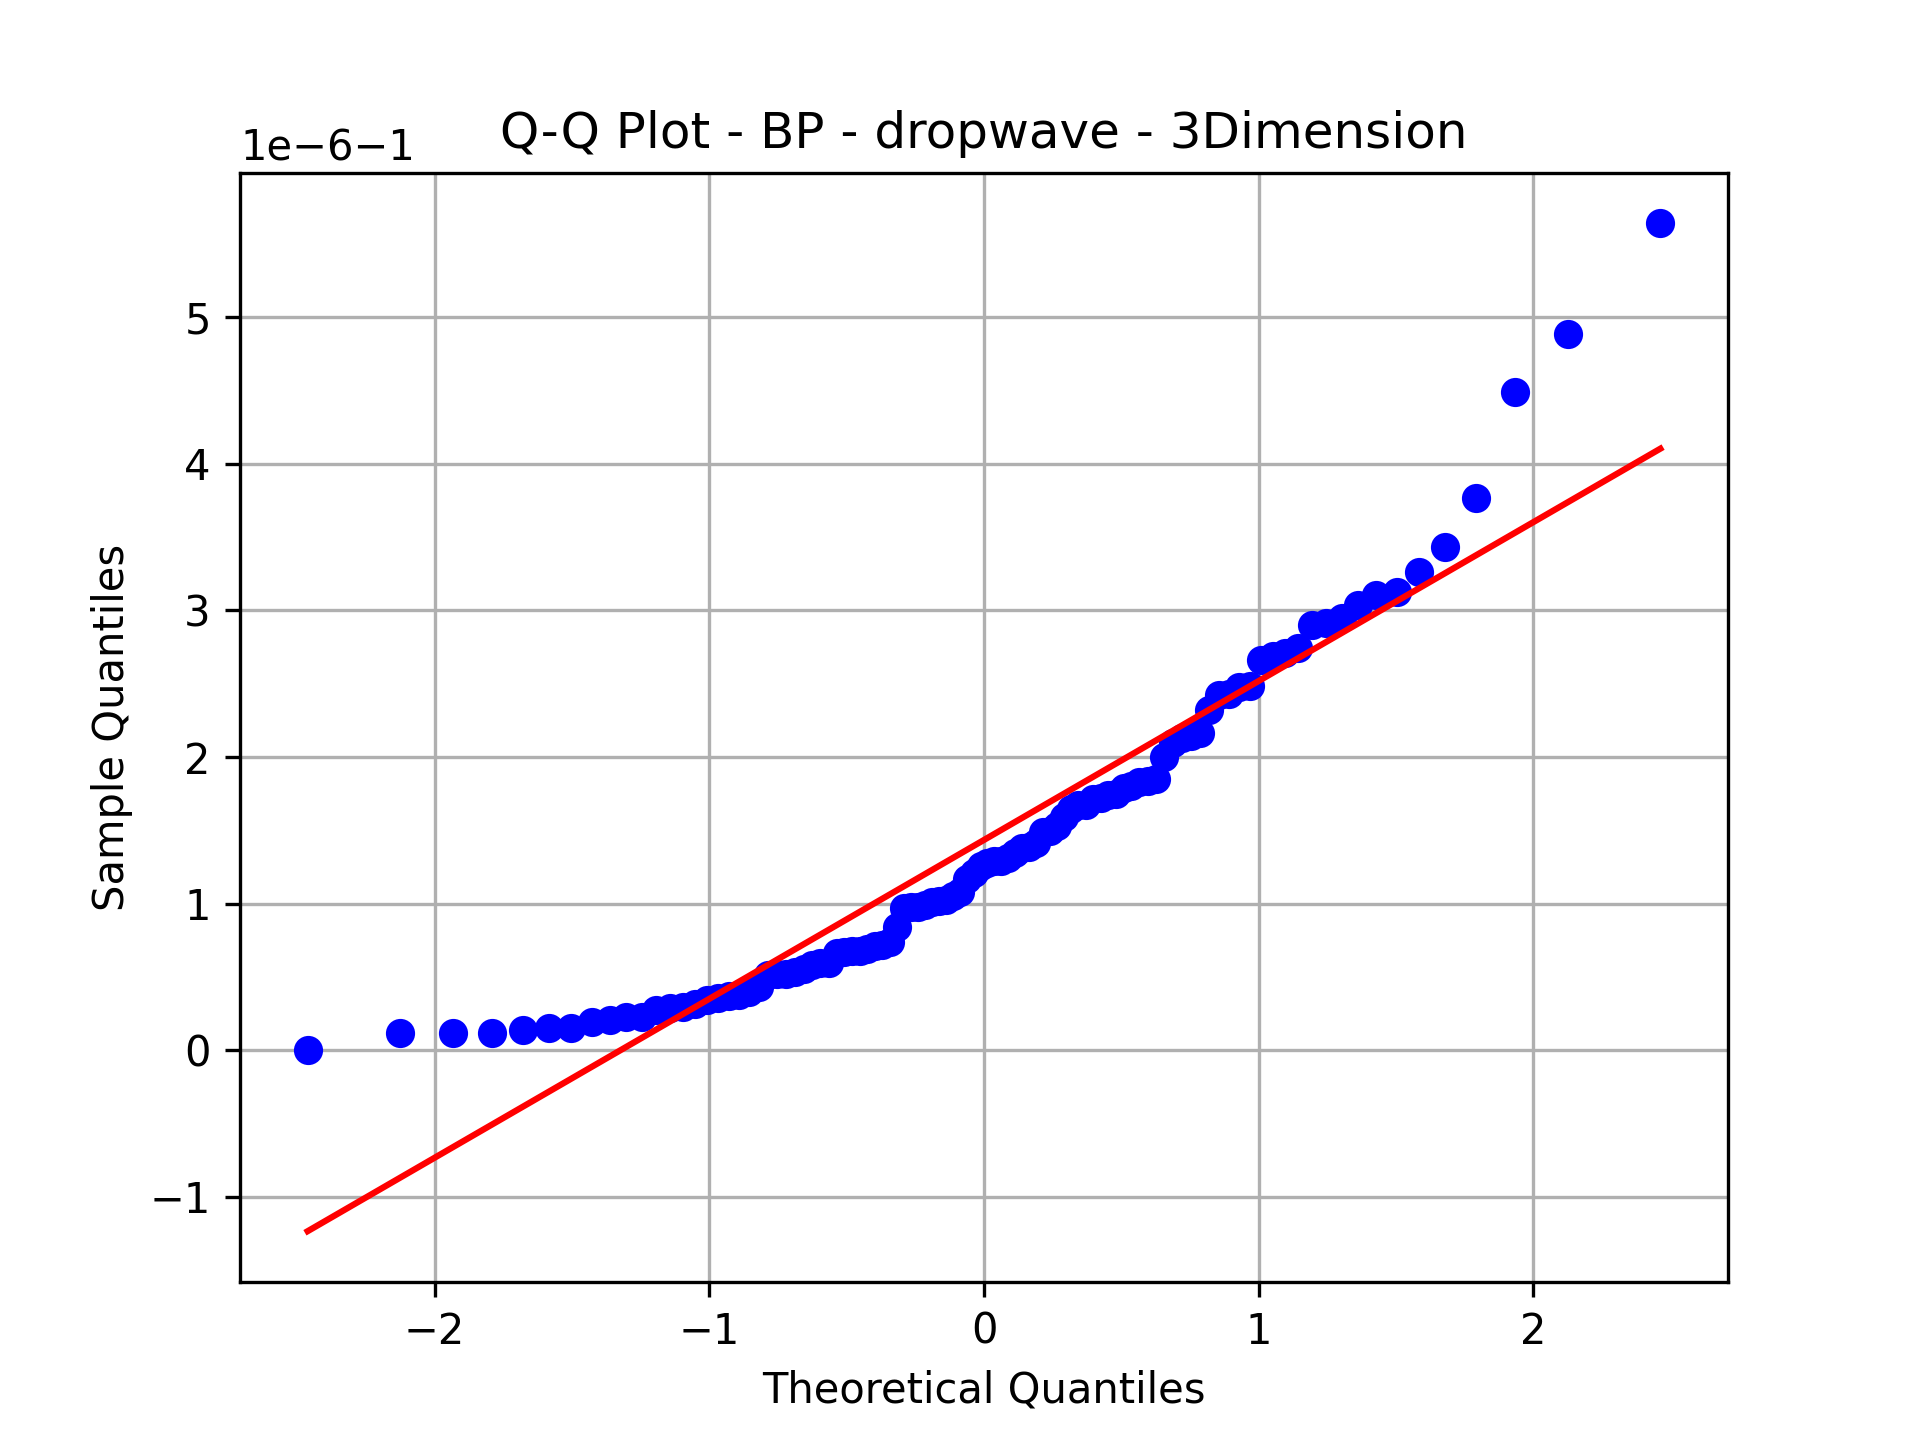 Q-Q Plot - BP - dropwave - 3Dimension
1e−6−1
5
4
3
2
1
0
−1
Sample Quantiles
−2 −1 0 1 2
Theoretical Quantiles